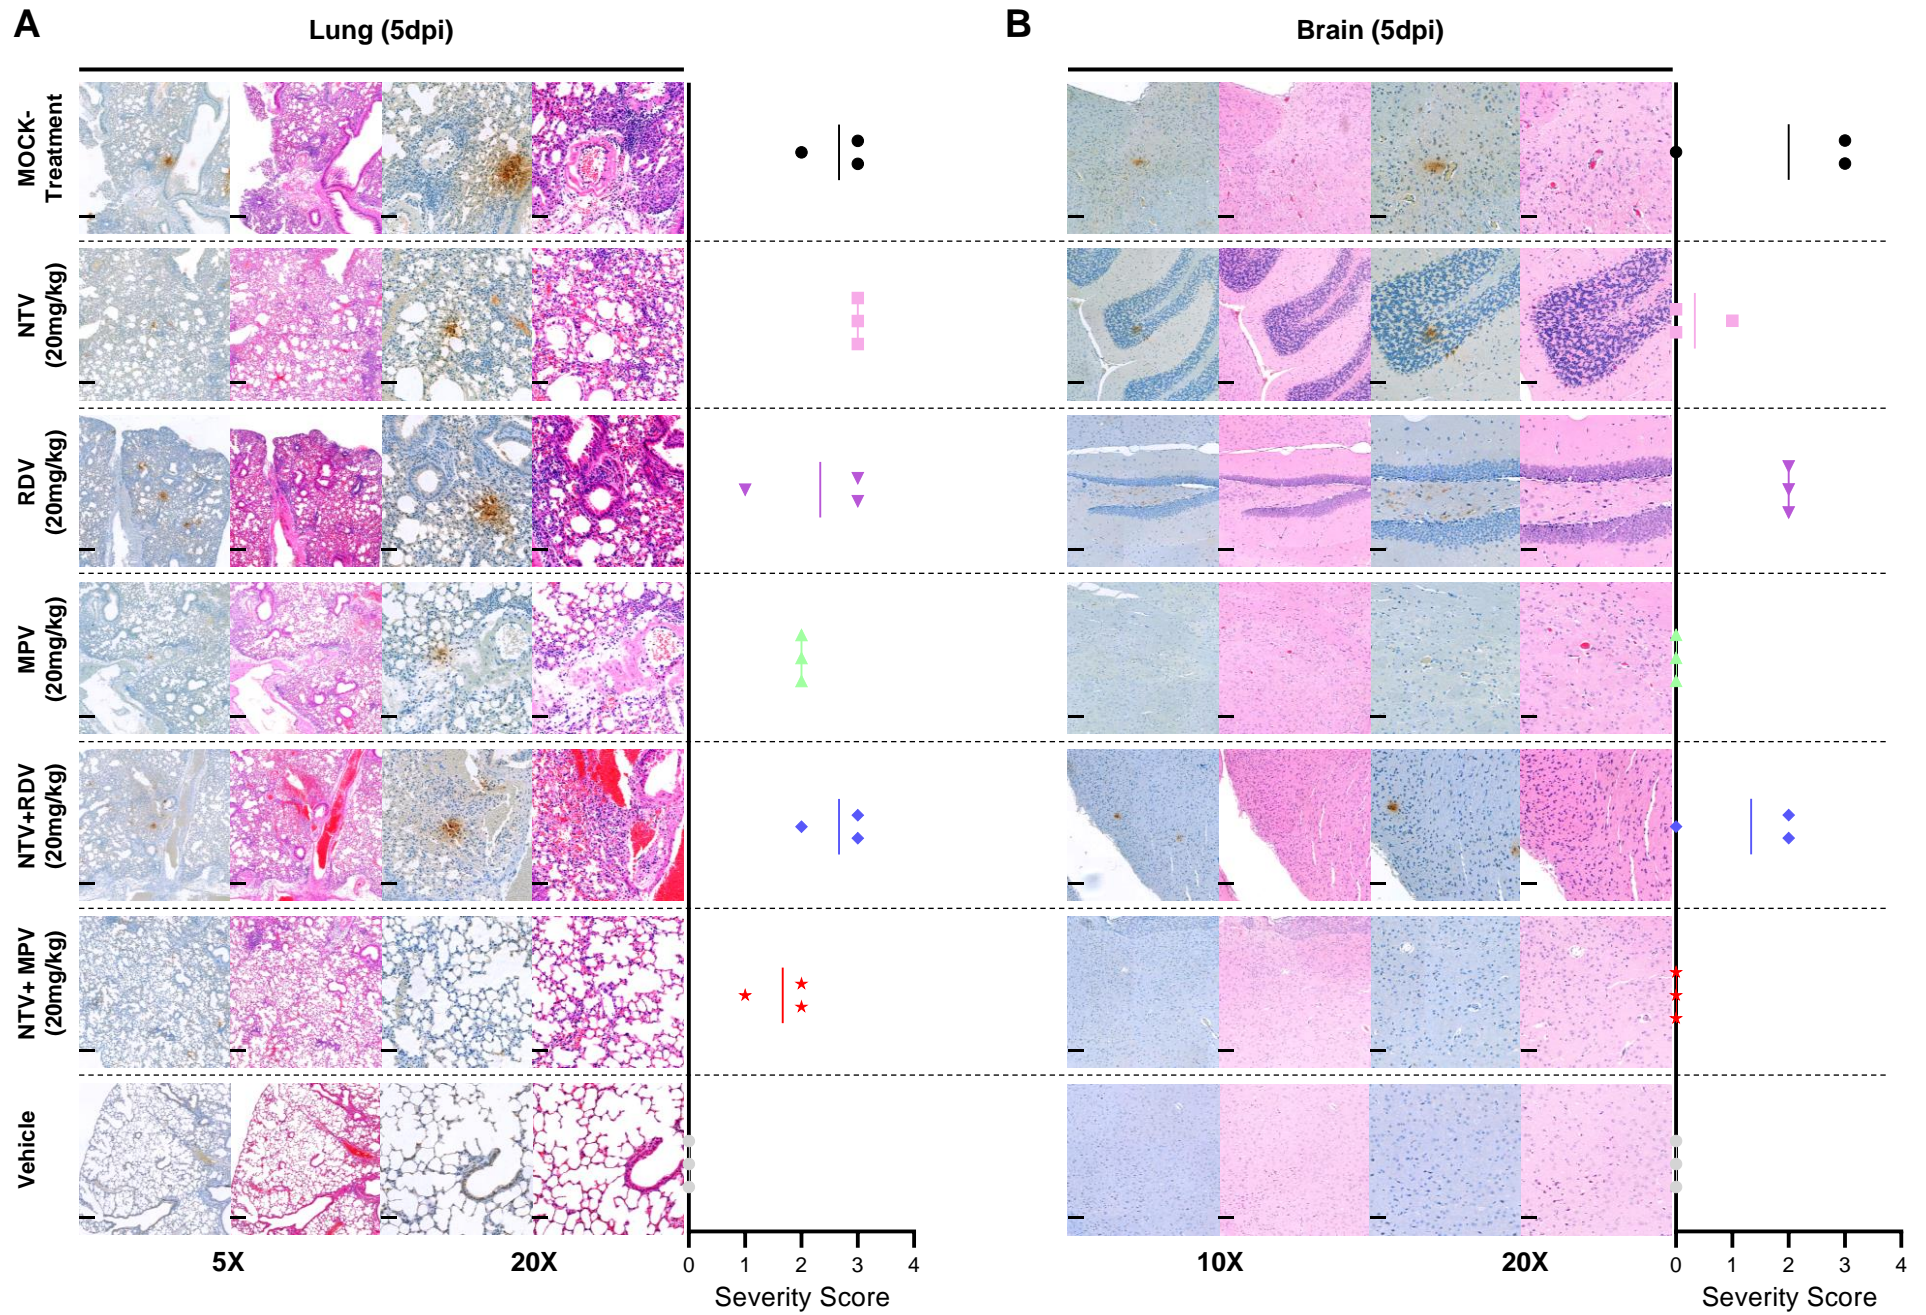 A
Lung (5dpi)
B
Brain (5dpi)
MOCK-
Treatment
NTV
(20mg/kg)
RDV
(20mg/kg)
MPV
(20mg/kg)
NTV+RDV
(20mg/kg)
NTV+ MPV
(20mg/kg)
Vehicle
5X
20X
0 1 2 3 4
Severity Score
10X
20X
0 1 2 3 4
Severity Score